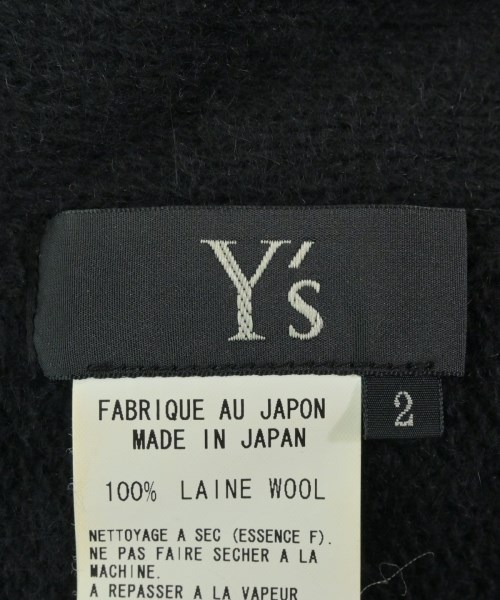 Y's
2
FABRIQUE AU JAPON
MADE IN JAPAN
100% LAINE WOOL
NETTOYAGE A SEC (ESSENCE F).
NE PAS FAIRE SECHER A LA
MACHINE.
A REPASSER A LA VAPEUR